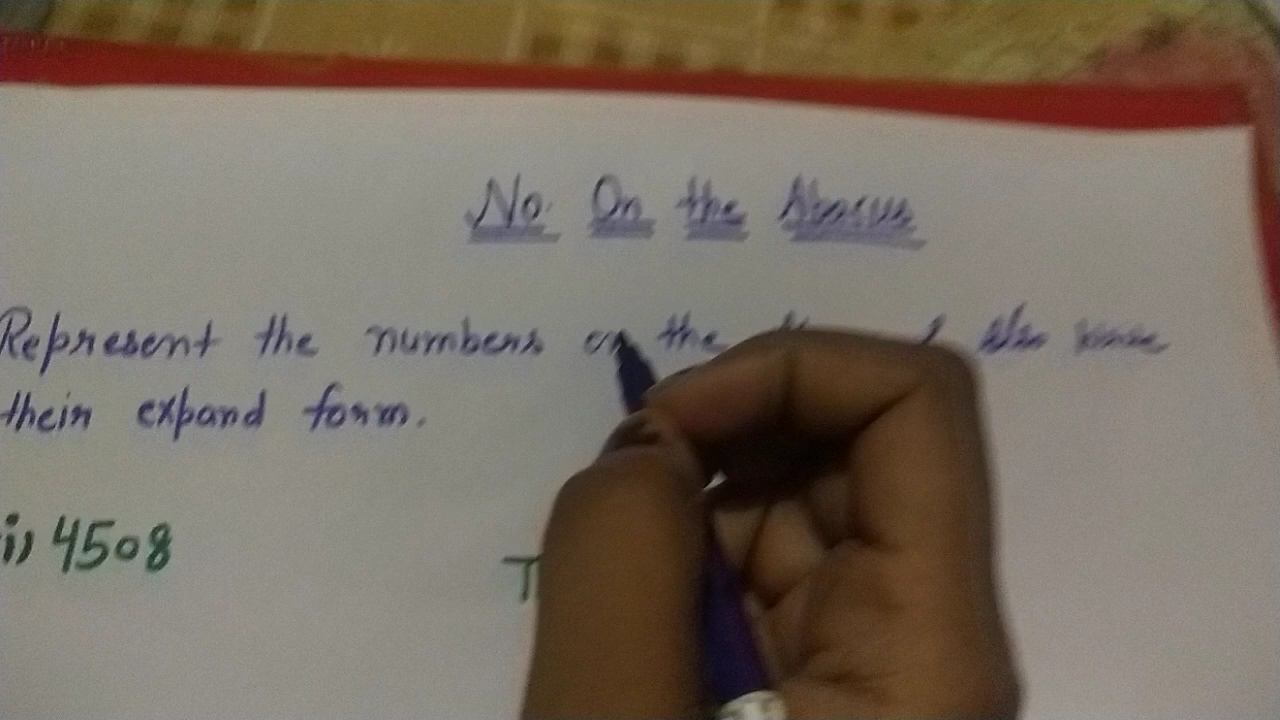 No. On the Abacus
Represent the numbers on the
their expand form.
i) 4508
T